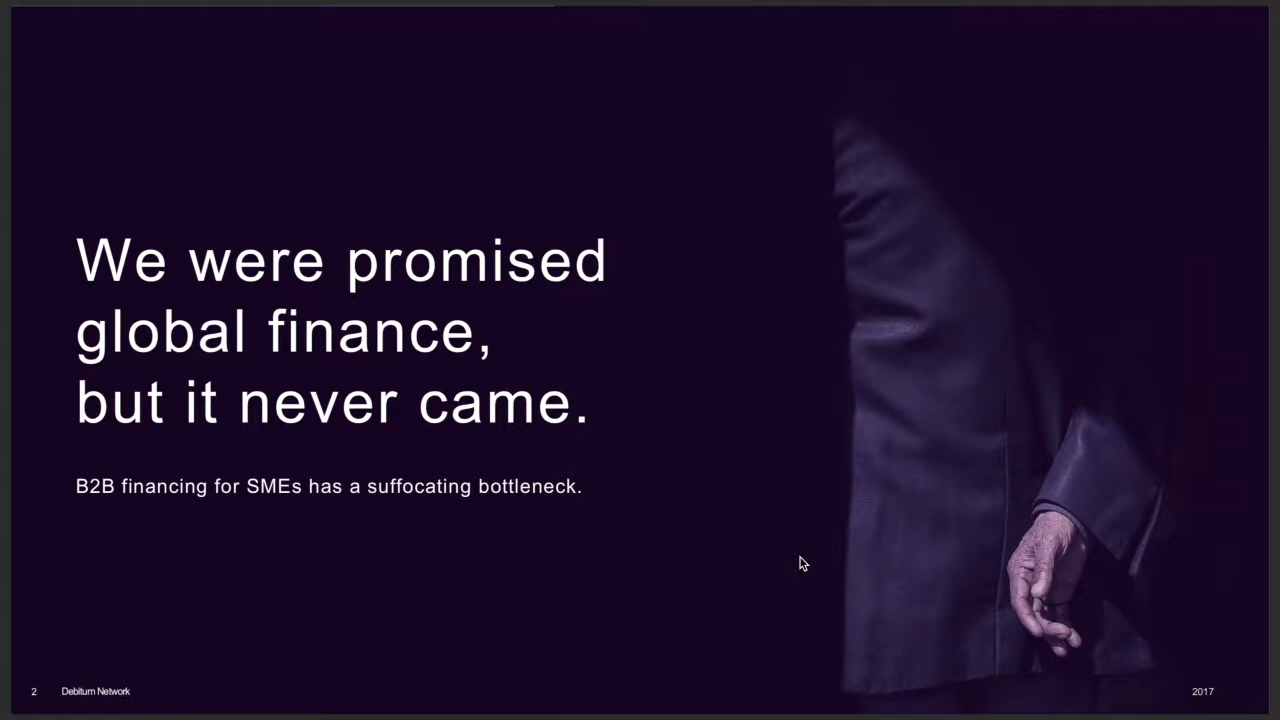 We were promised
global finance,
but it never came.
B2B financing for SMEs has a suffocating bottleneck.
2 Debitum Network
2017